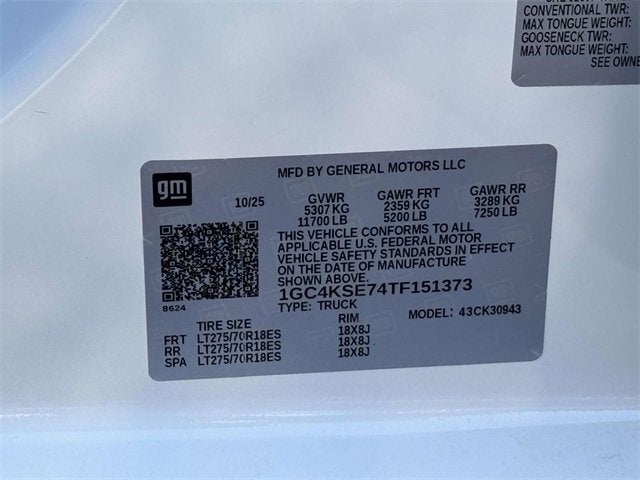 CONVENTIONAL TWR:
MAX TONGUE WEIGHT:
GOOSENECK TWR:
MAX TONGUE WEIGHT:
SEE OWNE
gm
MFD BY GENERAL MOTORS LLC
10/25 GVWR GAWR FRT GAWR RR
5307 KG 2359 KG 3289 KG
11700 LB 5200 LB 7250 LB
THIS VEHICLE CONFORMS TO ALL
APPLICABLE U.S. FEDERAL MOTOR
VEHICLE SAFETY STANDARDS IN EFFECT
ON THE DATE OF MANUFACTURE SHOWN ABOVE.
1GC4KSE74TF151373
8624 TYPE: TRUCK MODEL: 43CK30943
TIRE SIZE RIM
FRT LT275/70R18ES 18X8J
RR LT275/70R18ES 18X8J
SPA LT275/70R18ES 18X8J